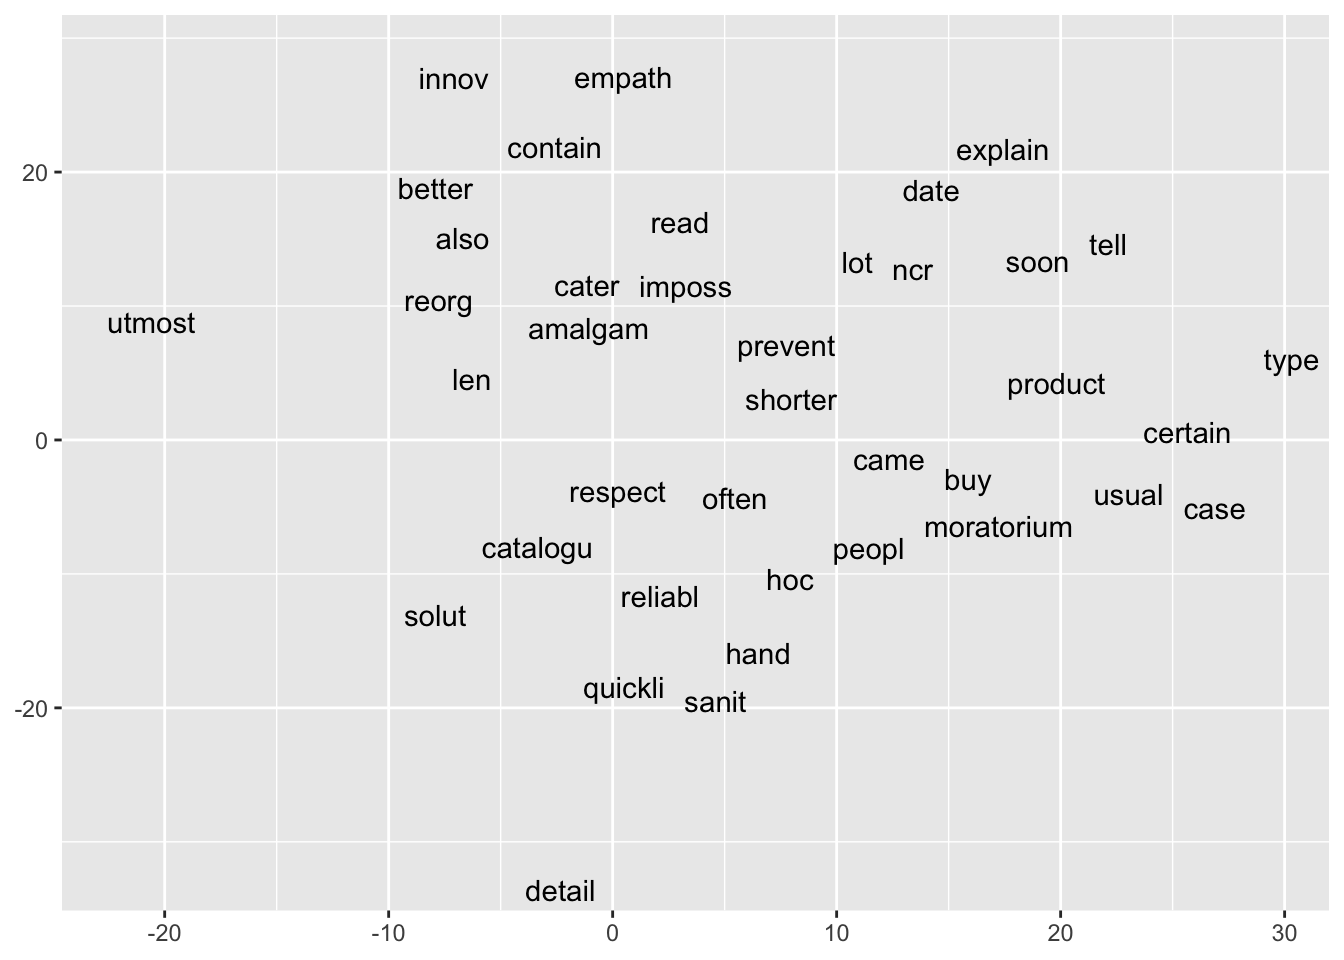 innov empath
contain explain
20
better date
also read tell
lot ncr soon
cater imposs
reorg
utmost amalgam
prevent type
len product
shorter
0 certain
came buy
respect often usual case
moratorium
catalogu peopl
hoc
reliabl
solut
hand
quickli sanit
-20
detail
-20 -10 0 10 20 30